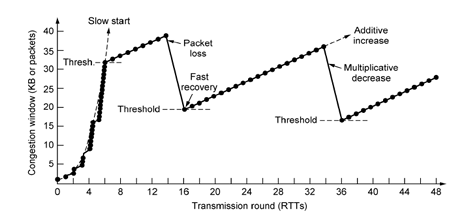 Slow start
Additive
increase
Thresh.
Packet
loss
Fast
recovery
Multiplicative
decrease
Threshold
Threshold
Congestion window (KB or packets)
40
35
30
25
20
15
10
5
0
4
8
12
16
20
24
28
32
36
40
44
48
Transmission round (RTTs)